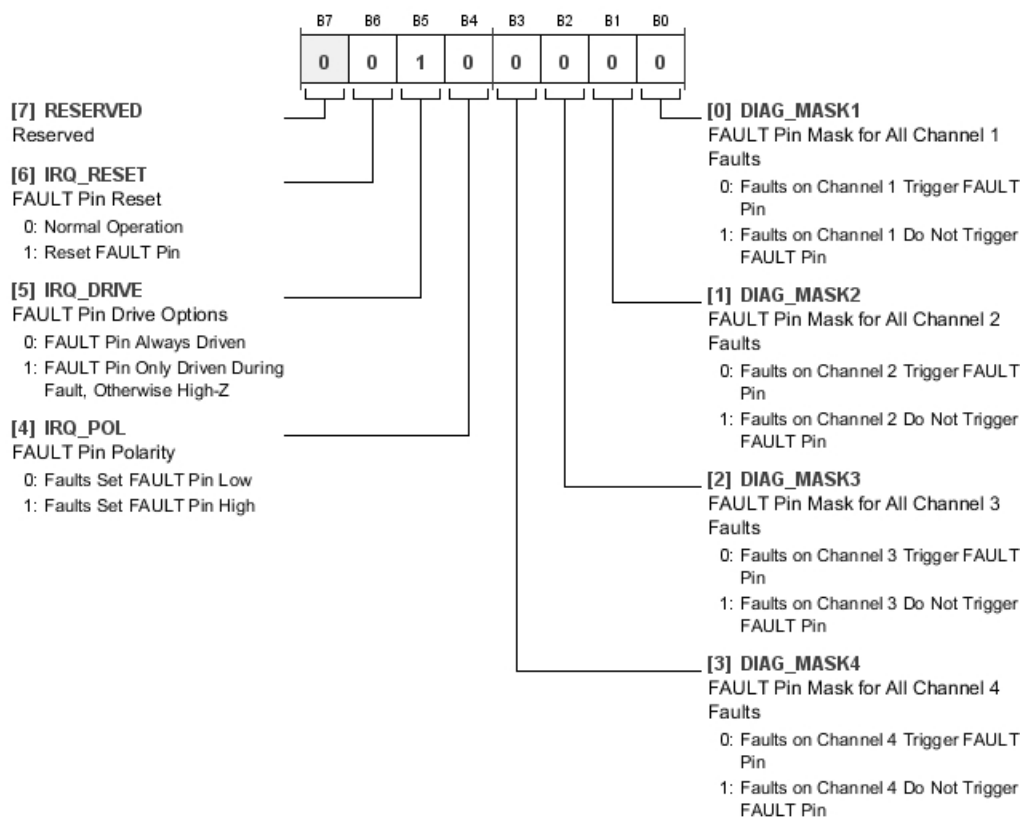 B7 B6 B5 B4 B3 B2 B1 B0
0 0 1 0 0 0 0 0
[7] RESERVED
Reserved
[6] IRQ_RESET
FAULT Pin Reset
0: Normal Operation
1: Reset FAULT Pin
[5] IRQ_DRIVE
FAULT Pin Drive Options
0: FAULT Pin Always Driven
1: FAULT Pin Only Driven During
Fault, Otherwise High-Z
[4] IRQ_POL
FAULT Pin Polarity
0: Faults Set FAULT Pin Low
1: Faults Set FAULT Pin High
[0] DIAG_MASK1
FAULT Pin Mask for All Channel 1
Faults
0: Faults on Channel 1 Trigger FAULT
Pin
1: Faults on Channel 1 Do Not Trigger
FAULT Pin
[1] DIAG_MASK2
FAULT Pin Mask for All Channel 2
Faults
0: Faults on Channel 2 Trigger FAULT
Pin
1: Faults on Channel 2 Do Not Trigger
FAULT Pin
[2] DIAG_MASK3
FAULT Pin Mask for All Channel 3
Faults
0: Faults on Channel 3 Trigger FAULT
Pin
1: Faults on Channel 3 Do Not Trigger
FAULT Pin
[3] DIAG_MASK4
FAULT Pin Mask for All Channel 4
Faults
0: Faults on Channel 4 Trigger FAULT
Pin
1: Faults on Channel 4 Do Not Trigger
FAULT Pin